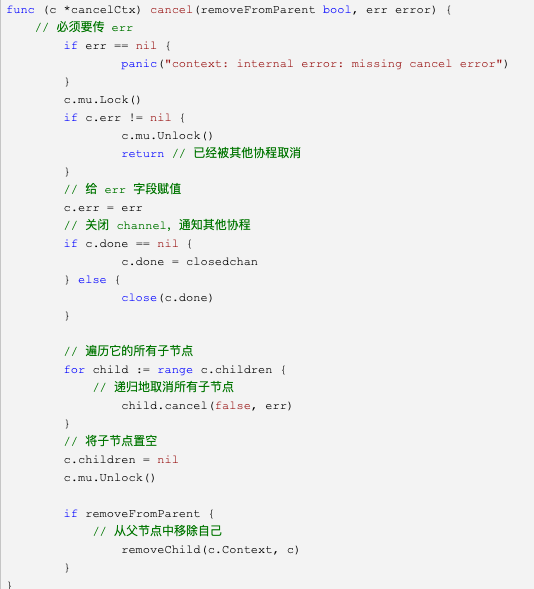 func (c *cancelCtx) cancel(removeFromParent bool, err error) {
    // 必须要传 err
        if err == nil {
                panic("context: internal error: missing cancel error")
        }
        c.mu.Lock()
        if c.err != nil {
                c.mu.Unlock()
                return // 已经被其他协程取消
        }
        // 给 err 字段赋值
        c.err = err
        // 关闭 channel，通知其他协程
        if c.done == nil {
                c.done = closedchan
        } else {
                close(c.done)
        }

        // 遍历它的所有子节点
        for child := range c.children {
            // 递归地取消所有子节点
                child.cancel(false, err)
        }
        // 将子节点置空
        c.children = nil
        c.mu.Unlock()

        if removeFromParent {
            // 从父节点中移除自己
                removeChild(c.Context, c)
        }
}